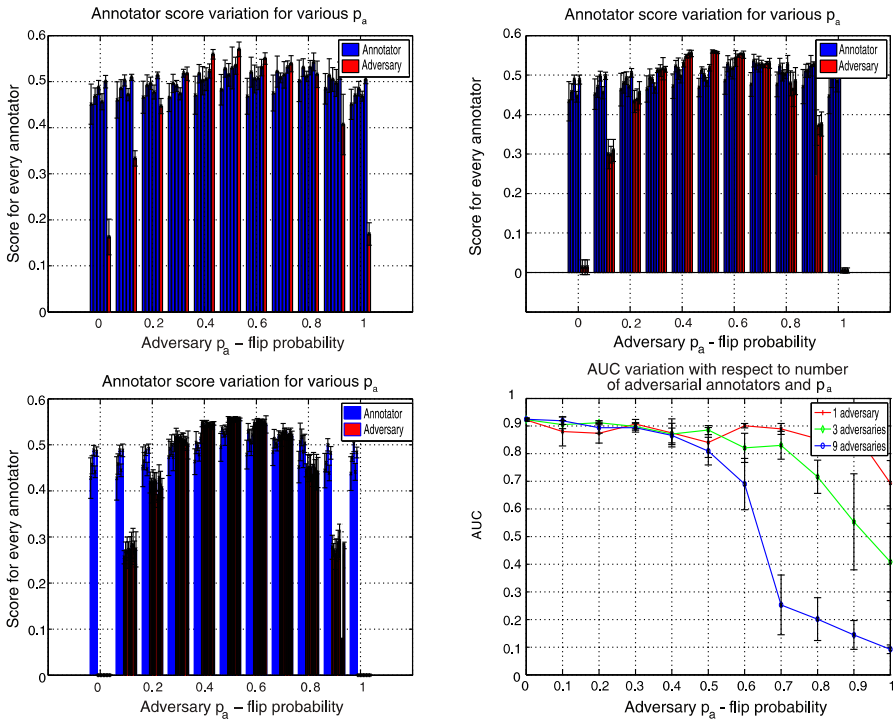 Annotator score variation for various pa
Score for every annotator
0.6
0.5
0.4
0.3
0.2
0.1
0
Annotator
Adversary
0 0.2 0.4 0.6 0.8 1
Adversary pa – flip probability
Annotator score variation for various pa
Score for every annotator
0.6
0.5
0.4
0.3
0.2
0.1
0
Annotator
Adversary
0 0.2 0.4 0.6 0.8 1
Adversary pa – flip probability
Annotator score variation for various pa
Score for every annotator
0.6
0.5
0.4
0.3
0.2
0.1
0
Annotator
Adversary
0 0.2 0.4 0.6 0.8 1
Adversary pa - flip probability
AUC variation with respect to number
of adversarial annotators and pa
AUC
1
0.9
0.8
0.7
0.6
0.5
0.4
0.3
0.2
0.1
0
1 adversary
3 adversaries
9 adversaries
0 0.1 0.2 0.3 0.4 0.5 0.6 0.7 0.8 0.9 1
Adversary pa - flip probability